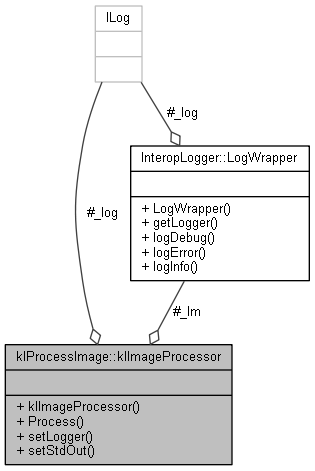 ILog
#_log
InteropLogger::LogWrapper
+ LogWrapper()
+ getLogger()
+ logDebug()
+ logError()
+ logInfo()
#_log
#_lm
klProcessImage::klImageProcessor
+ klImageProcessor()
+ Process()
+ setLogger()
+ setStdOut()